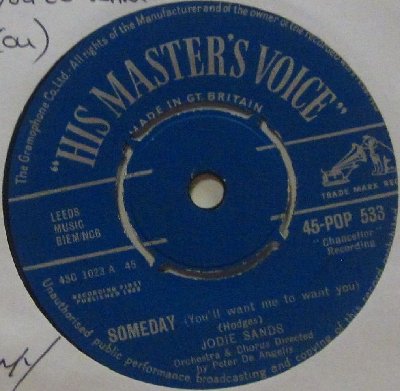 (ou)
The Gramophone Co. Ltd. All rights of the Manufacturer and of the owner of the recorded
"HIS MASTER'S VOICE"
MADE IN GT. BRITAIN
TRADE MARK
LEEDS
MUSIC
BIEM/NCB
45-POP 533
"Chancellor"
Recording
45C 1023 A 45
RECORDING FIRST
PUBLISHED
SOMEDAY (You'll want me to want you)
(Hodges)
JODIE SANDS
Orchestra & Chorus Directed
by Peter De Angelis
Unauthorised public performance, broadcasting and copying of